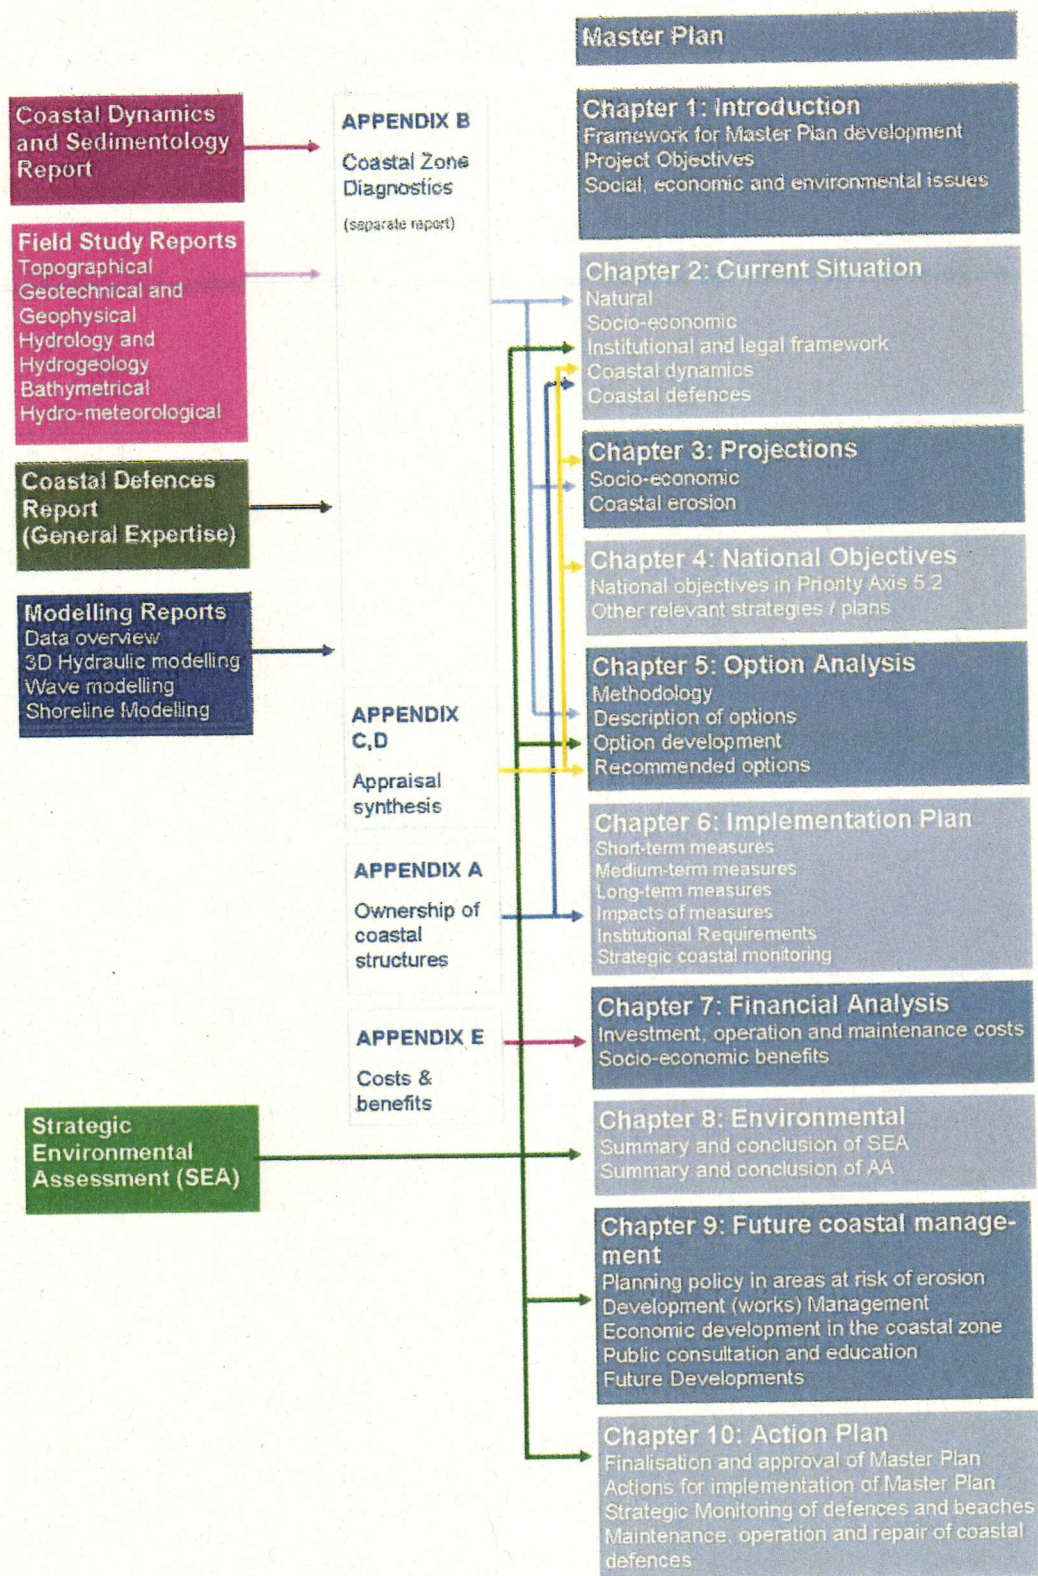 Coastal Dynamics
and Sedimentology
Report
Field Study Reports
Topographical
Geotechnical and
Geophysical
Hydrology and
Hydrogeology
Bathymetrical
Hydro-meteorological
Coastal Defences
Report
(General Expertise)
Modelling Reports
Data overview
3D Hydraulic modelling
Wave modelling
Shoreline Modelling
Strategic
Environmental
Assessment (SEA)
APPENDIX B
Coastal Zone
Diagnostics
(separate report)
APPENDIX
C,D
Appraisal
synthesis
APPENDIX A
Ownership of
coastal
structures
APPENDIX E
Costs &
benefits
Master Plan
Chapter 1: Introduction
Framework for Master Plan development
Project Objectives
Social, economic and environmental issues
Chapter 2: Current Situation
Natural
Socio-economic
Institutional and legal framework
Coastal dynamics
Coastal defences
Chapter 3: Projections
Socio-economic
Coastal erosion
Chapter 4: National Objectives
National objectives in Priority Axis 5.2
Other relevant strategies / plans
Chapter 5: Option Analysis
Methodology
Description of options
Option development
Recommended options
Chapter 6: Implementation Plan
Short-term measures
Medium-term measures
Long-term measures
Impacts of measures
Institutional Requirements
Strategic coastal monitoring
Chapter 7: Financial Analysis
Investment, operation and maintenance costs
Socio-economic benefits
Chapter 8: Environmental
Summary and conclusion of SEA
Summary and conclusion of AA
Chapter 9: Future coastal manage-
ment
Planning policy in areas at risk of erosion
Development (works) Management
Economic development in the coastal zone
Public consultation and education
Future Developments
Chapter 10: Action Plan
Finalisation and approval of Master Plan
Actions for implementation of Master Plan
Strategic Monitoring of defences and beaches
Maintenance, operation and repair of coastal
defences